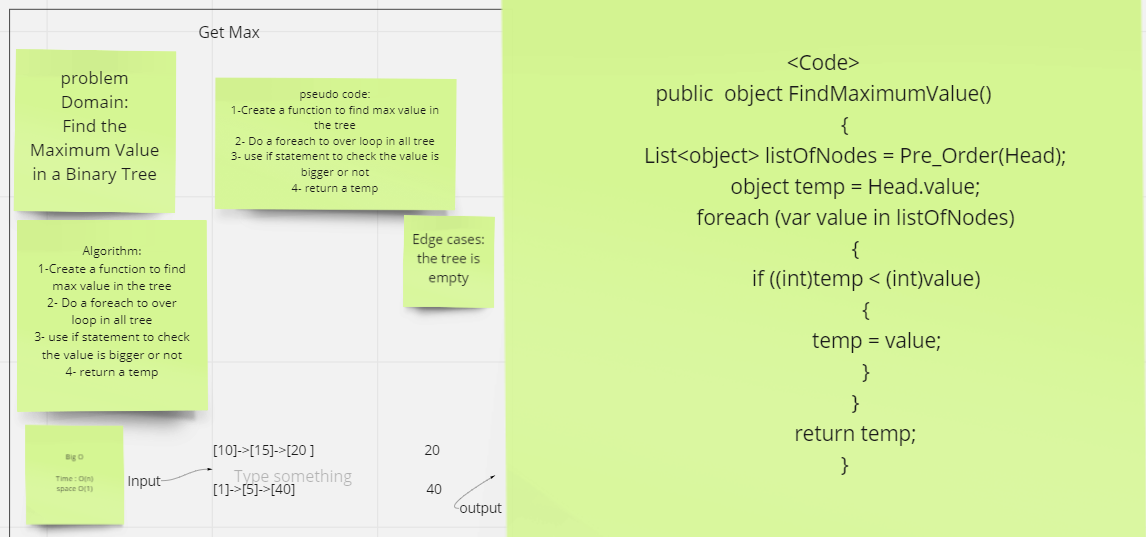 Get Max
problem
Domain:
Find the
Maximum Value
in a Binary Tree
pseudo code:
1-Create a function to find max value in
the tree
2- Do a foreach to over loop in all tree
3- use if statement to check the value is
bigger or not
4- return a temp
Edge cases:
the tree is
empty
Algorithm:
1-Create a function to find
max value in the tree
2- Do a foreach to over
loop in all tree
3- use if statement to check
the value is bigger or not
4- return a temp
Big O
Time : O(n)
space O(1)
Input
[10]->[15]->[20 ]
20
Type something
[1]->[5]->[40]
40
output
<Code>
public object FindMaximumValue()
{
List<object> listOfNodes = Pre_Order(Head);
object temp = Head.value;
foreach (var value in listOfNodes)
{
if ((int)temp < (int)value)
{
temp = value;
}
}
return temp;
}